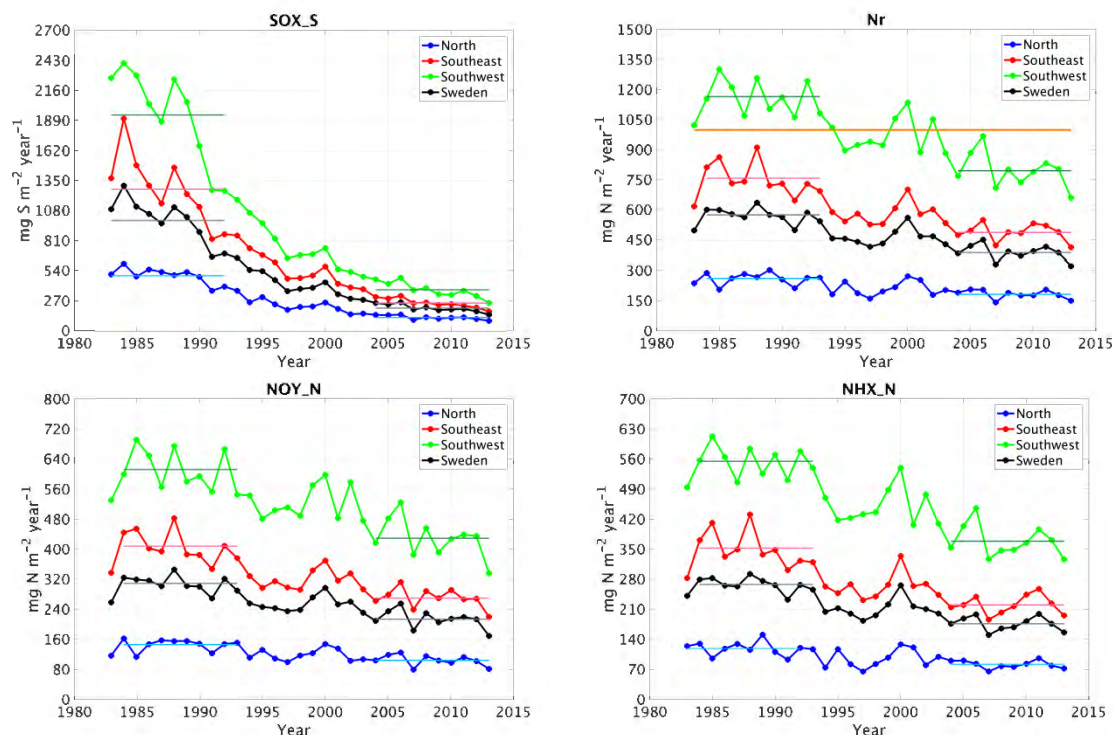 SOX_S
2700
2430
2160
1890
1620
1350
1080
810
540
270
0
mg S m⁻² year⁻¹
1980 1985 1990 1995 2000 2005 2010 2015
Year
North
Southeast
Southwest
Sweden
Nr
1500
1350
1200
1050
900
750
600
450
300
150
0
mg N m⁻² year⁻¹
1980 1985 1990 1995 2000 2005 2010 2015
Year
North
Southeast
Southwest
Sweden
NOY_N
800
720
640
560
480
400
320
240
160
80
0
mg N m⁻² year⁻¹
1980 1985 1990 1995 2000 2005 2010 2015
Year
North
Southeast
Southwest
Sweden
NHX_N
700
630
560
490
420
350
280
210
140
70
0
mg N m⁻² year⁻¹
1980 1985 1990 1995 2000 2005 2010 2015
Year
North
Southeast
Southwest
Sweden